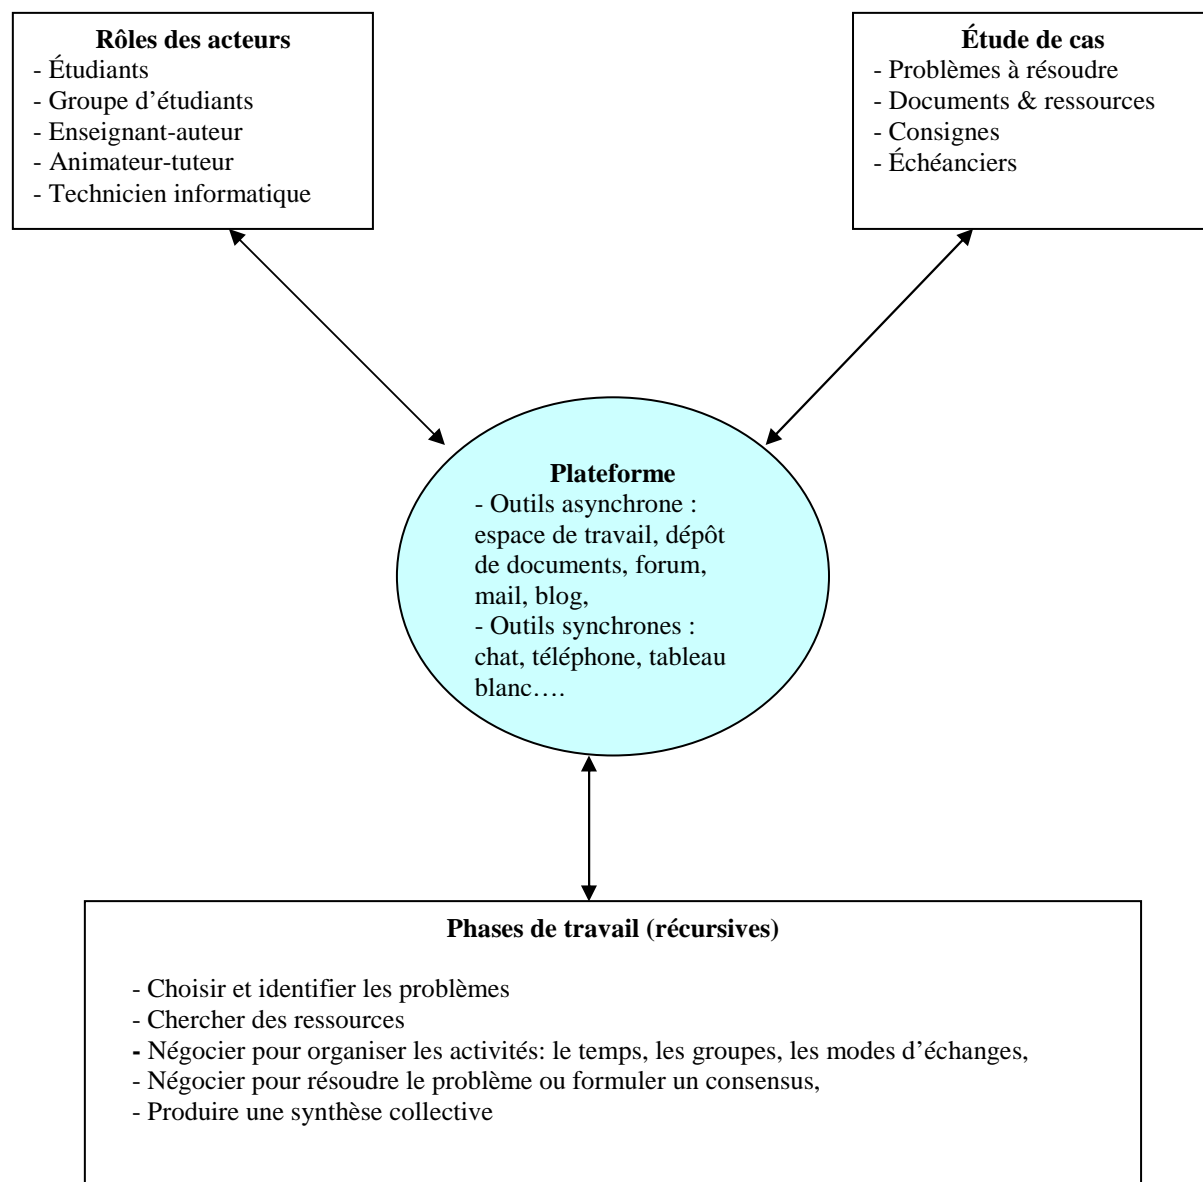 Rôles des acteurs
- Étudiants
- Groupe d’étudiants
- Enseignant-auteur
- Animateur-tuteur
- Technicien informatique
Étude de cas
- Problèmes à résoudre
- Documents & ressources
- Consignes
- Échéanciers
Plateforme
- Outils asynchrone :
espace de travail, dépôt
de documents, forum,
mail, blog,
- Outils synchrones :
chat, téléphone, tableau
blanc….
Phases de travail (récursives)
- Choisir et identifier les problèmes
- Chercher des ressources
- Négocier pour organiser les activités: le temps, les groupes, les modes d’échanges,
- Négocier pour résoudre le problème ou formuler un consensus,
- Produire une synthèse collective